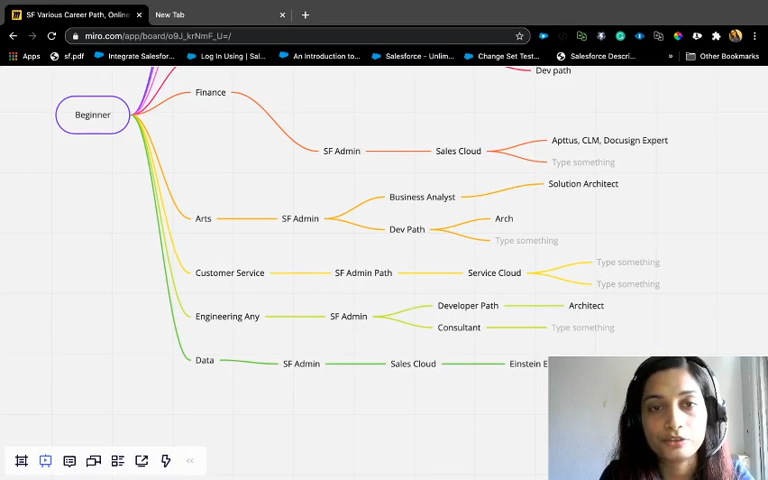 SF Various Career Path, Online
New Tab
miro.com/app/board/o9J_krNmF_U=/
Apps
sf.pdf
Integrate Salesfor...
Log In Using | Sal...
An Introduction to...
Salesforce – Unlim...
Change Set Test...
Salesforce Descri...
Other Bookmarks
Dev path
Finance
Beginner
Apttus, CLM, Docusign Expert
SF Admin
Sales Cloud
Type something
Solution Architect
Business Analyst
Arts
SF Admin
Arch
Dev Path
Type something
Type something
Customer Service
SF Admin Path
Service Cloud
Type something
Developer Path
Architect
Engineering Any
SF Admin
Consultant
Type something
Data
SF Admin
Sales Cloud
Einstein E